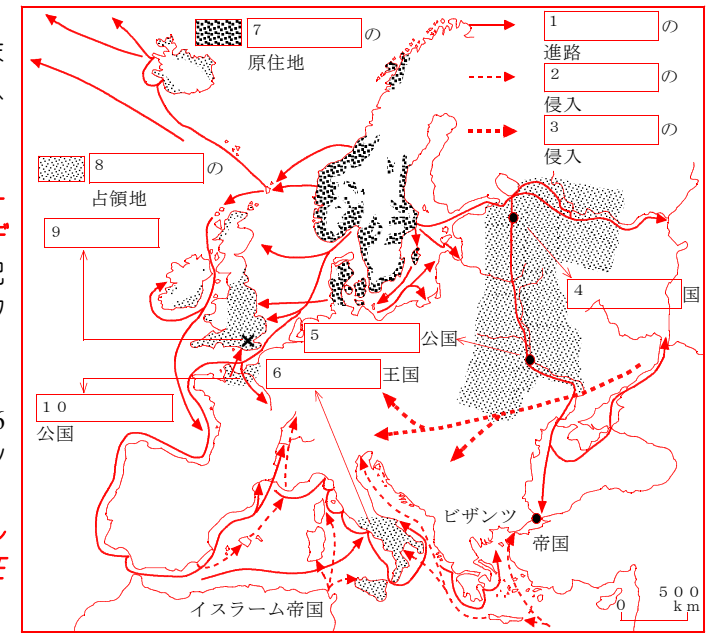 7 の
原住地
1 の
進路
2 の
侵入
3 の
侵入
8 の
占領地
9
4 国
5 公国
6 王国
10
公国
ビザンツ
帝国
イスラーム帝国
500
0 km